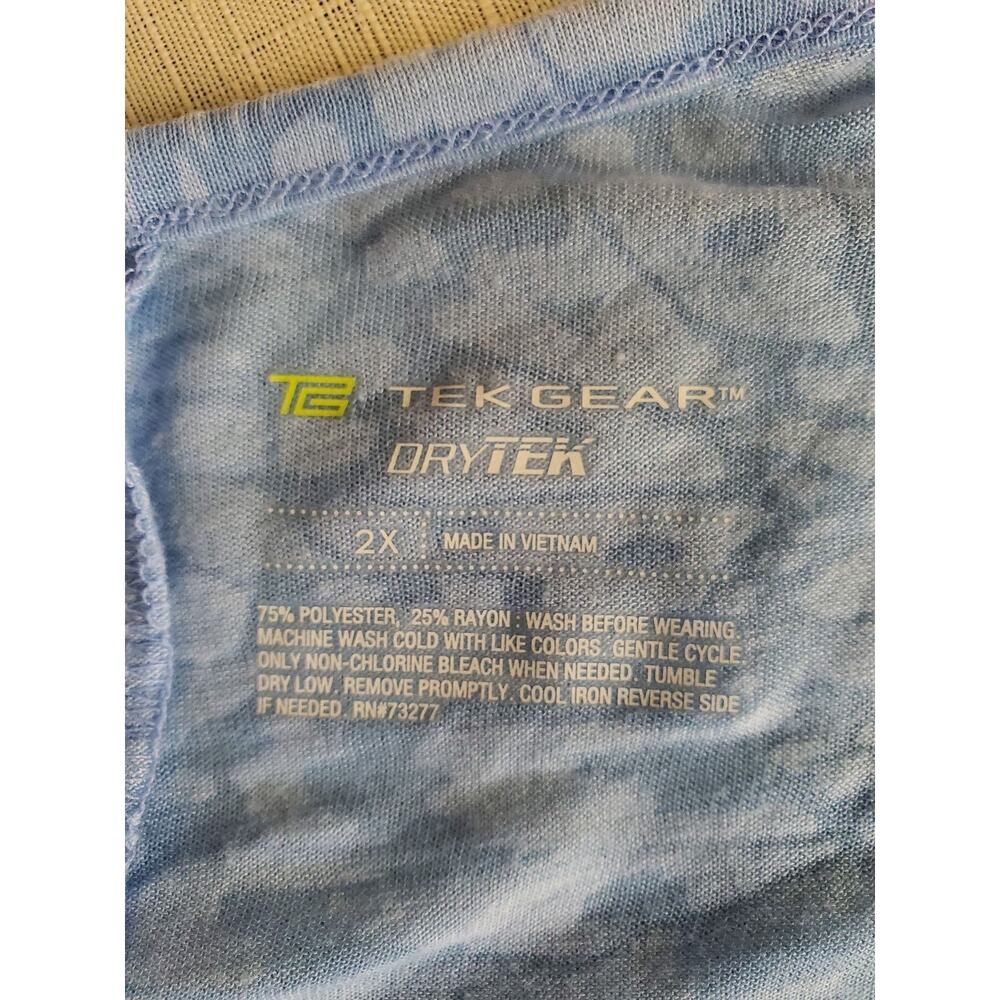 TG TEK GEAR™
DRYTEK
2X MADE IN VIETNAM
75% POLYESTER, 25% RAYON : WASH BEFORE WEARING.
MACHINE WASH COLD WITH LIKE COLORS. GENTLE CYCLE.
ONLY NON-CHLORINE BLEACH WHEN NEEDED. TUMBLE
DRY LOW. REMOVE PROMPTLY. COOL IRON REVERSE SIDE
IF NEEDED. RN#73277